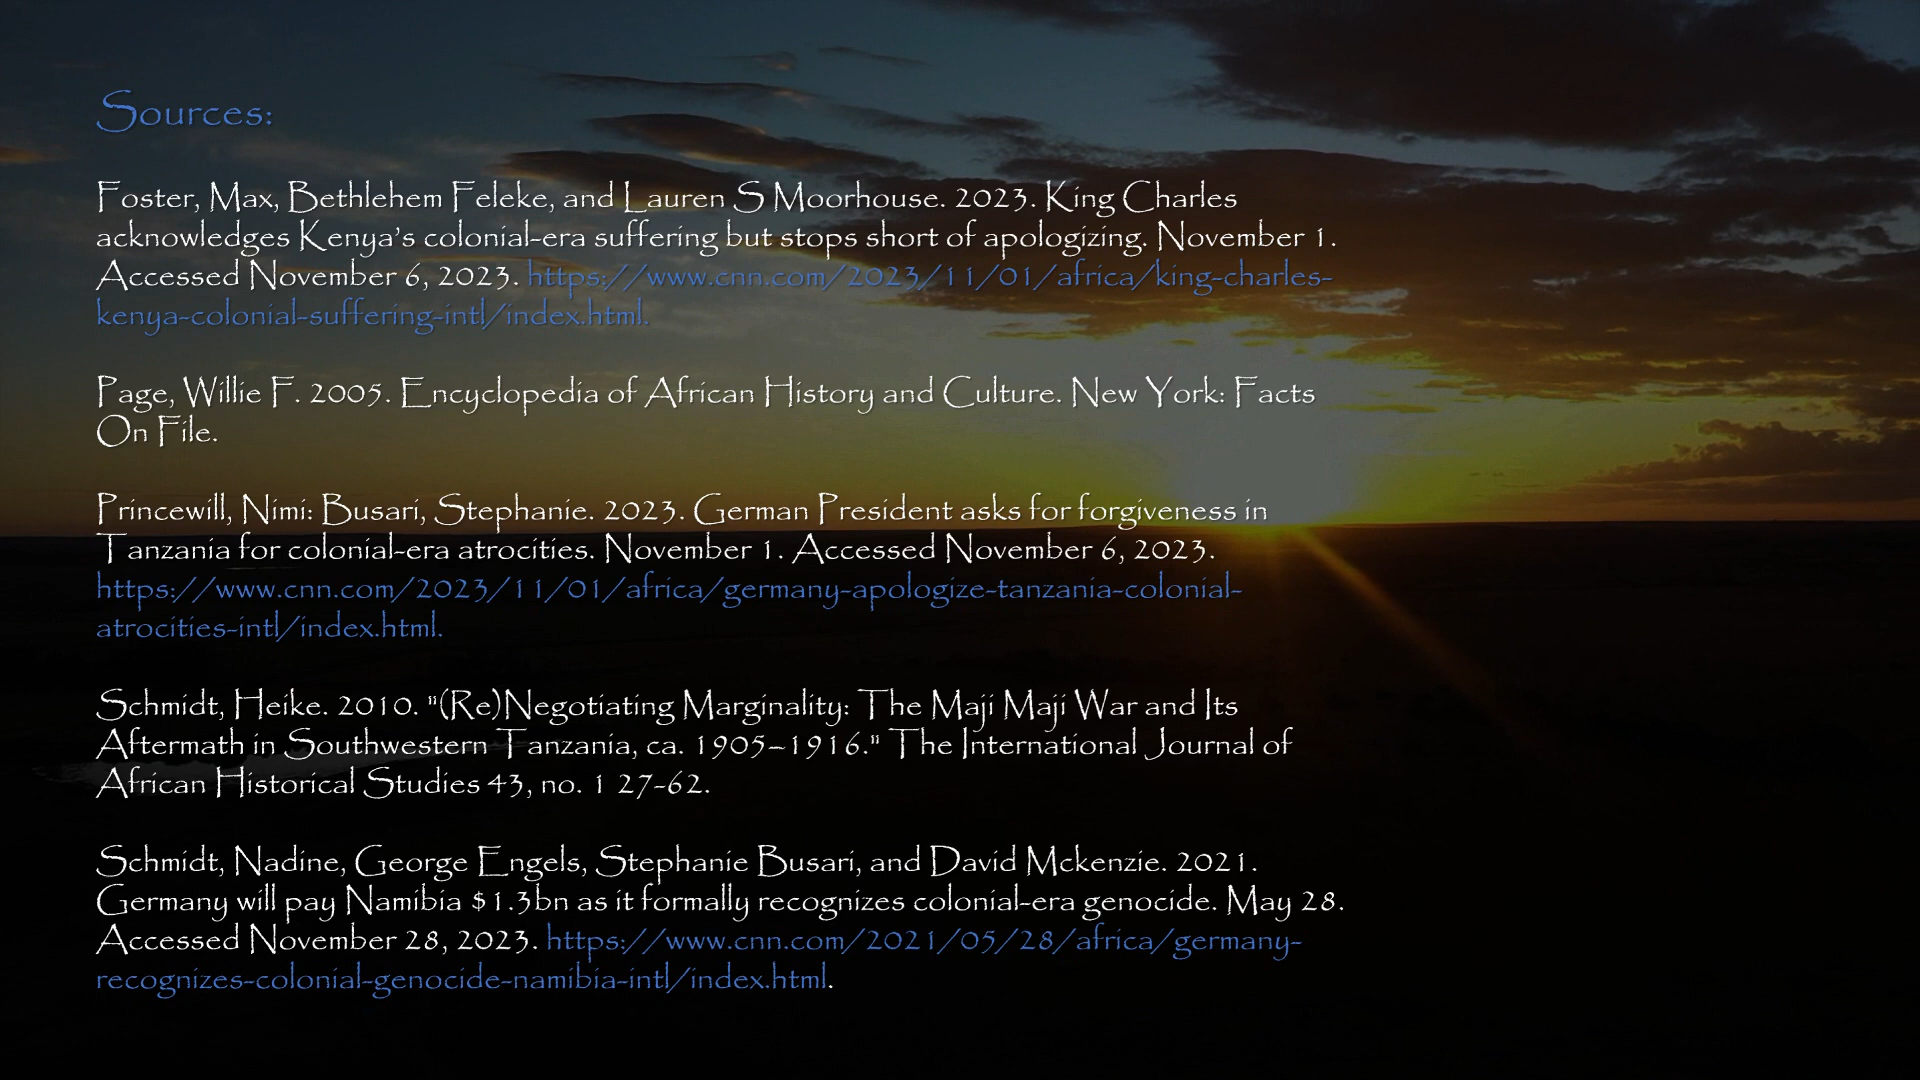 Sources:
Foster, Max, Bethlehem Feleke, and Lauren S Moorhouse. 2023. King Charles
acknowledges Kenya’s colonial-era suffering but stops short of apologizing. November 1.
Accessed November 6, 2023. https://www.cnn.com/2023/11/01/africa/king-charles-
kenya-colonial-suffering-intl/index.html.
Page, Willie F. 2005. Encyclopedia of African History and Culture. New York: Facts
On File.
Princewill, Nimi: Busari, Stephanie. 2023. German President asks for forgiveness in
Tanzania for colonial-era atrocities. November 1. Accessed November 6, 2023.
https://www.cnn.com/2023/11/01/africa/germany-apologize-tanzania-colonial-
atrocities-intl/index.html.
Schmidt, Heike. 2010. "(Re)Negotiating Marginality: The Maji Maji War and Its
Aftermath in Southwestern Tanzania, ca. 1905–1916." The International Journal of
African Historical Studies 43, no. 1 27-62.
Schmidt, Nadine, George Engels, Stephanie Busari, and David Mckenzie. 2021.
Germany will pay Namibia $1.3bn as it formally recognizes colonial-era genocide. May 28.
Accessed November 28, 2023. https://www.cnn.com/2021/05/28/africa/germany-
recognizes-colonial-genocide-namibia-intl/index.html.